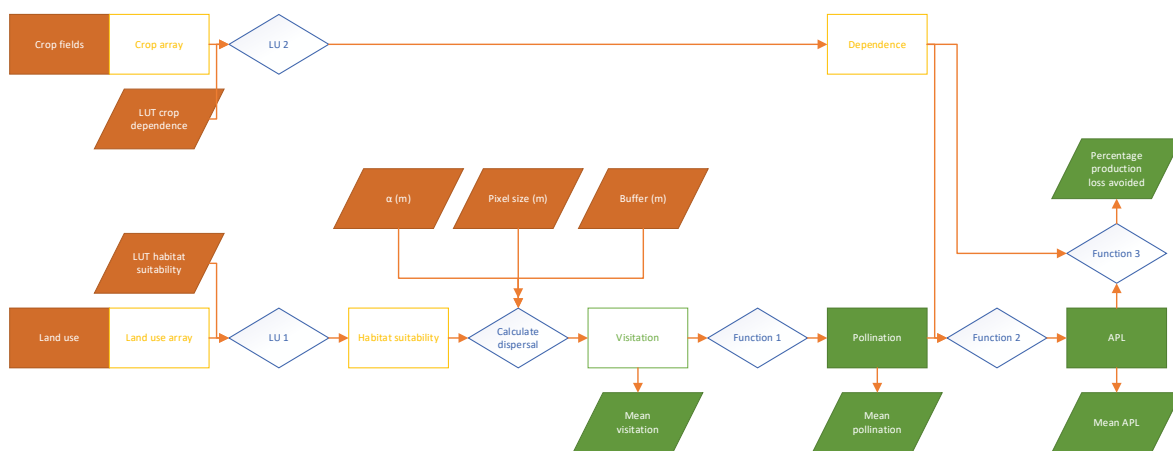 Crop fields
Crop array
LU 2
Dependence
LUT crop
dependence
Percentage
production
loss avoided
α (m)
Pixel size (m)
Buffer (m)
LUT habitat
suitability
Function 3
Land use
Land use array
LU 1
Habitat suitability
Calculate
dispersal
Visitation
Function 1
Pollination
Function 2
APL
Mean
visitation
Mean
pollination
Mean APL